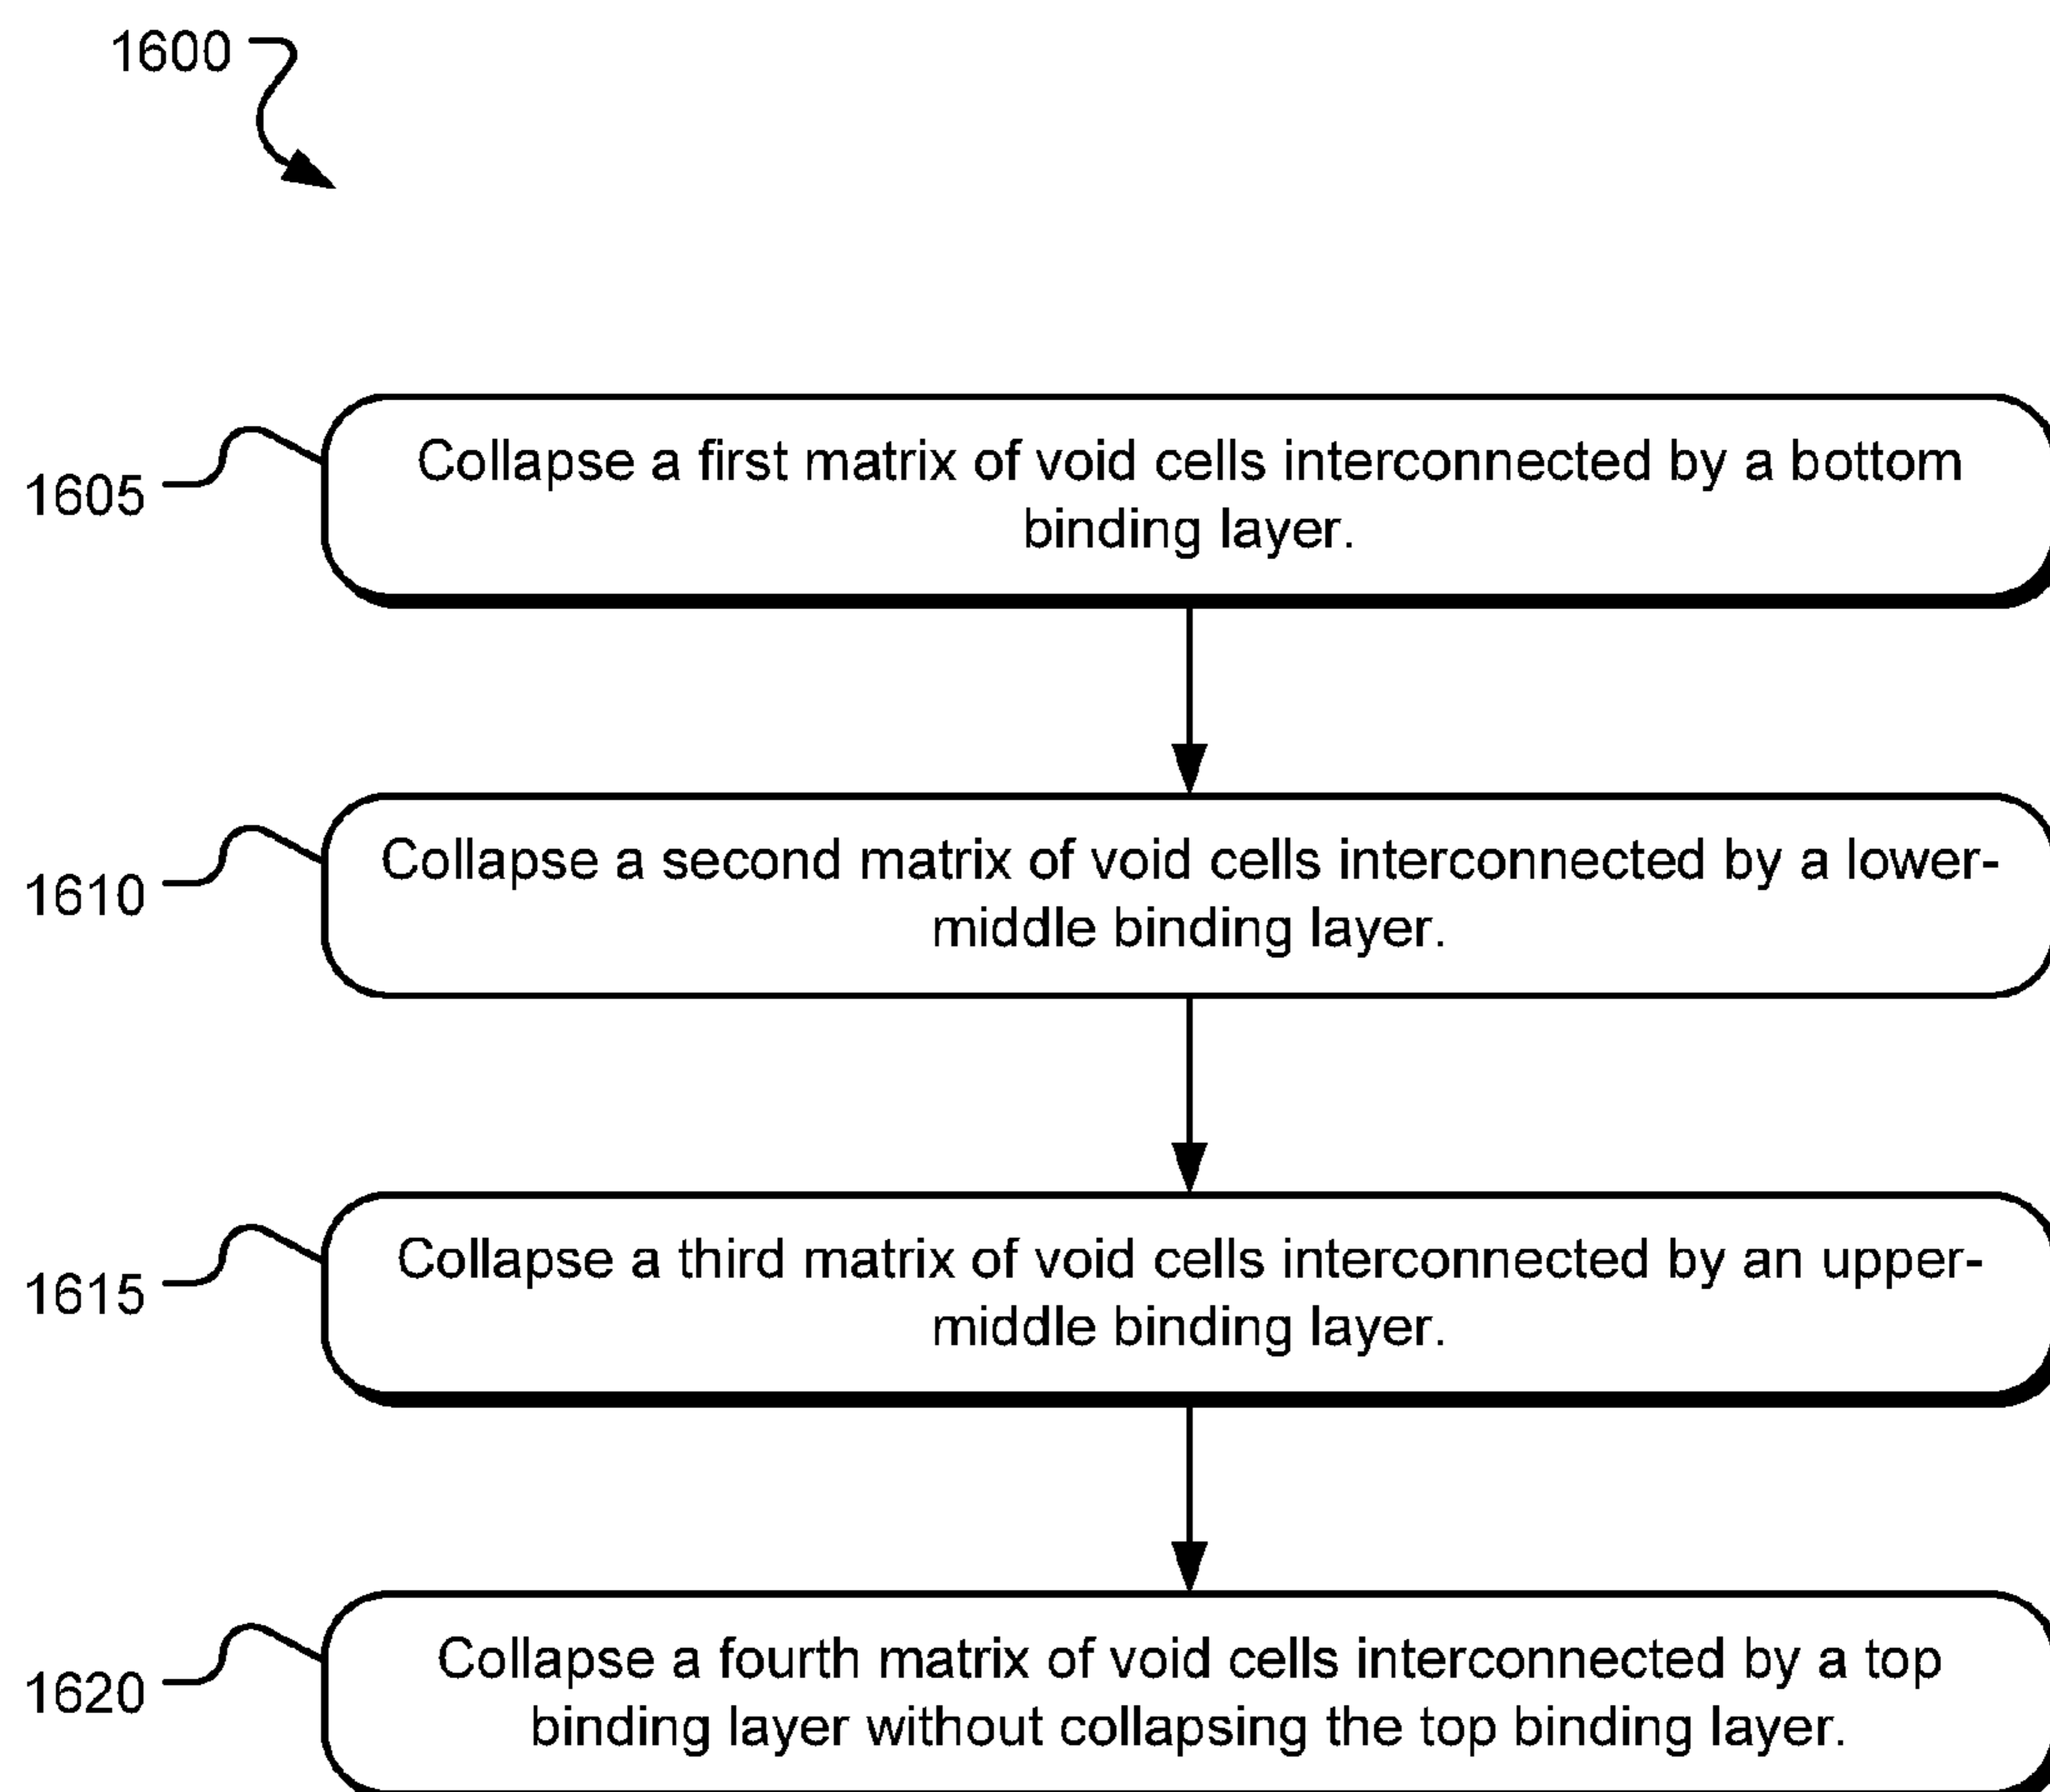 1600
1605
Collapse a first matrix of void cells interconnected by a bottom
binding layer.
1610
Collapse a second matrix of void cells interconnected by a lower-
middle binding layer.
1615
Collapse a third matrix of void cells interconnected by an upper-
middle binding layer.
1620
Collapse a fourth matrix of void cells interconnected by a top
binding layer without collapsing the top binding layer.